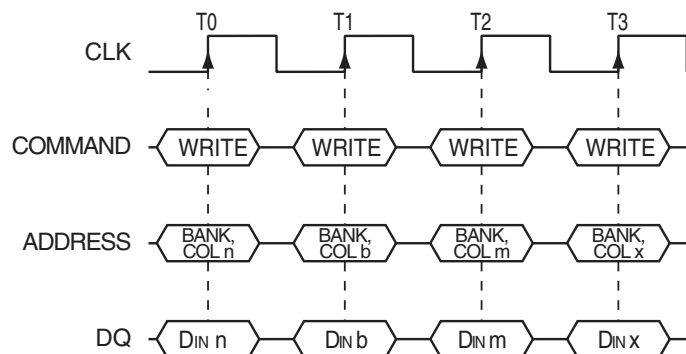 T0 T1 T2 T3
CLK
COMMAND WRITE WRITE WRITE WRITE
ADDRESS BANK, COL n BANK, COL b BANK, COL m BANK, COL x
DQ DIN n DIN b DIN m DIN x